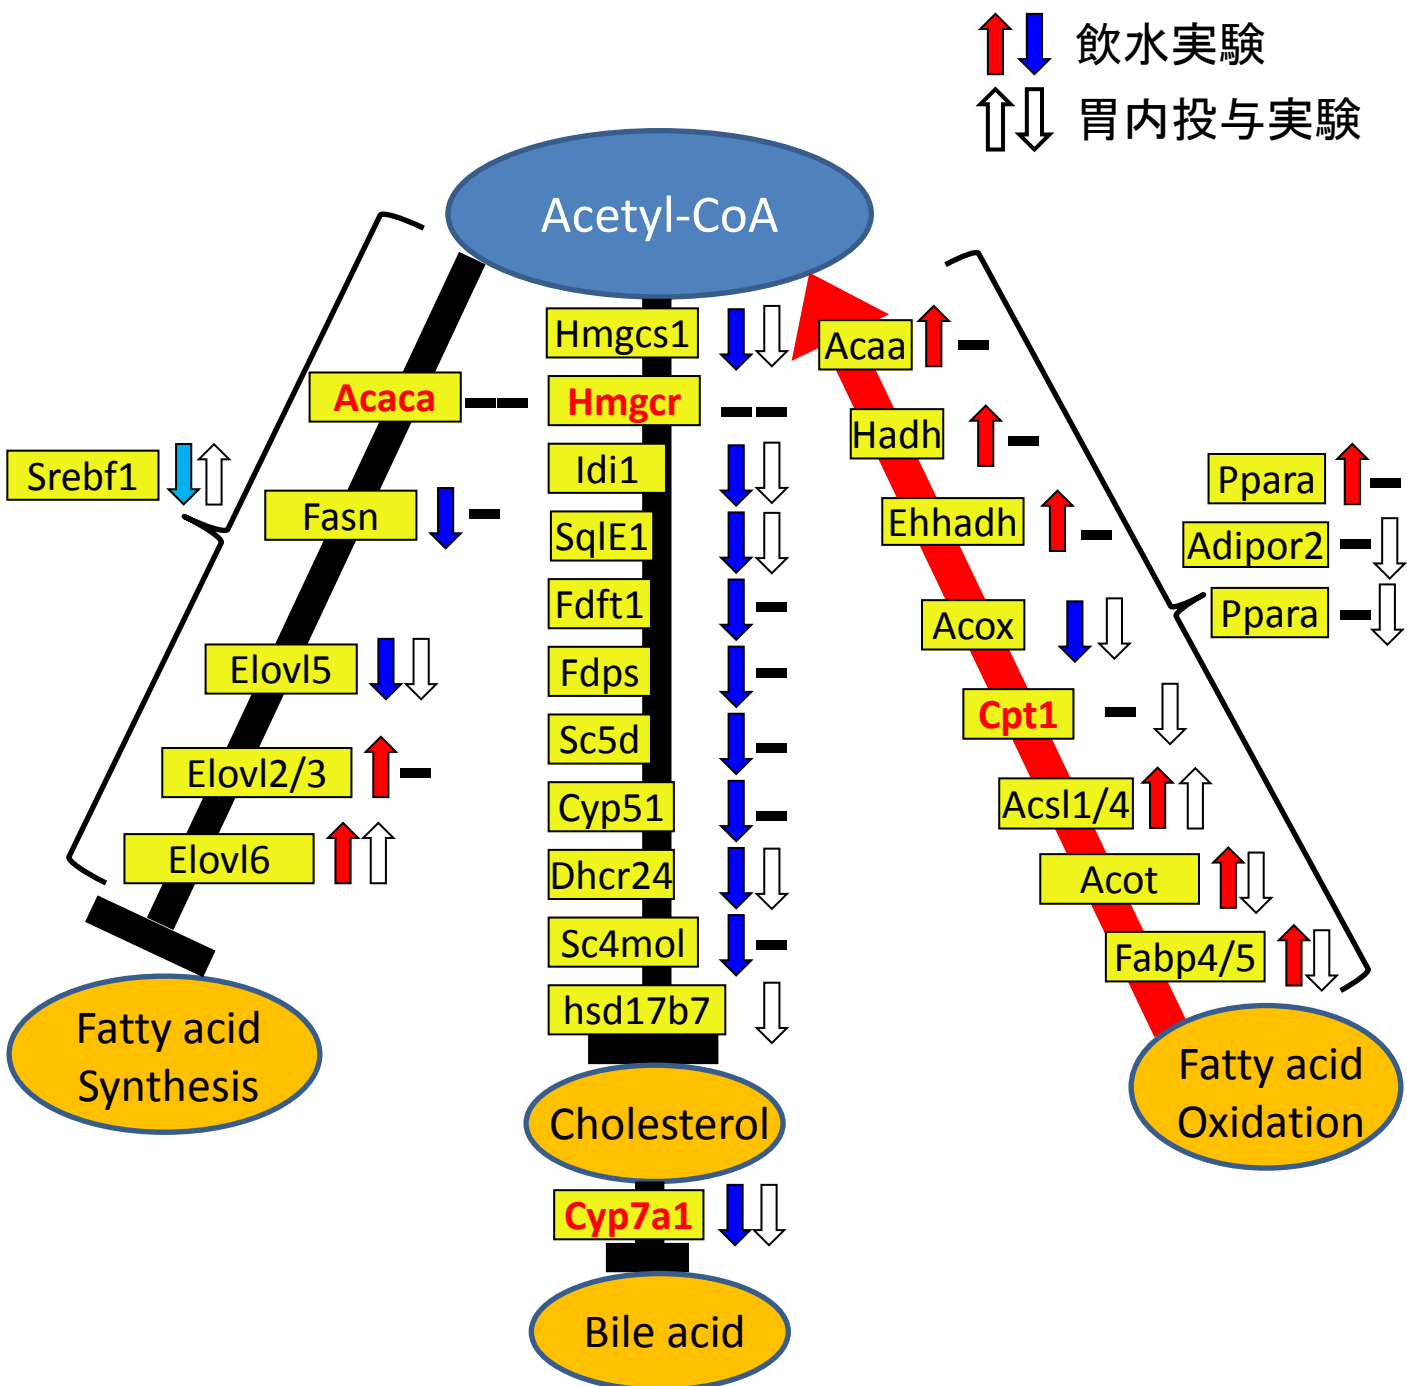 飲水実験
胃内投与実験
Acetyl-CoA
Hmgcs1
Acaca
Hmgcr
Idi1
SqlE1
Fdft1
Fdps
Sc5d
Cyp51
Dhcr24
Sc4mol
hsd17b7
Srebf1
Fasn
Elovl5
Elovl2/3
Elovl6
Fatty acid
Synthesis
Cholesterol
Cyp7a1
Bile acid
Acaa
Hadh
Ehhadh
Acox
Cpt1
Acsl1/4
Acot
Fabp4/5
Ppara
Adipor2
Ppara
Fatty acid
Oxidation